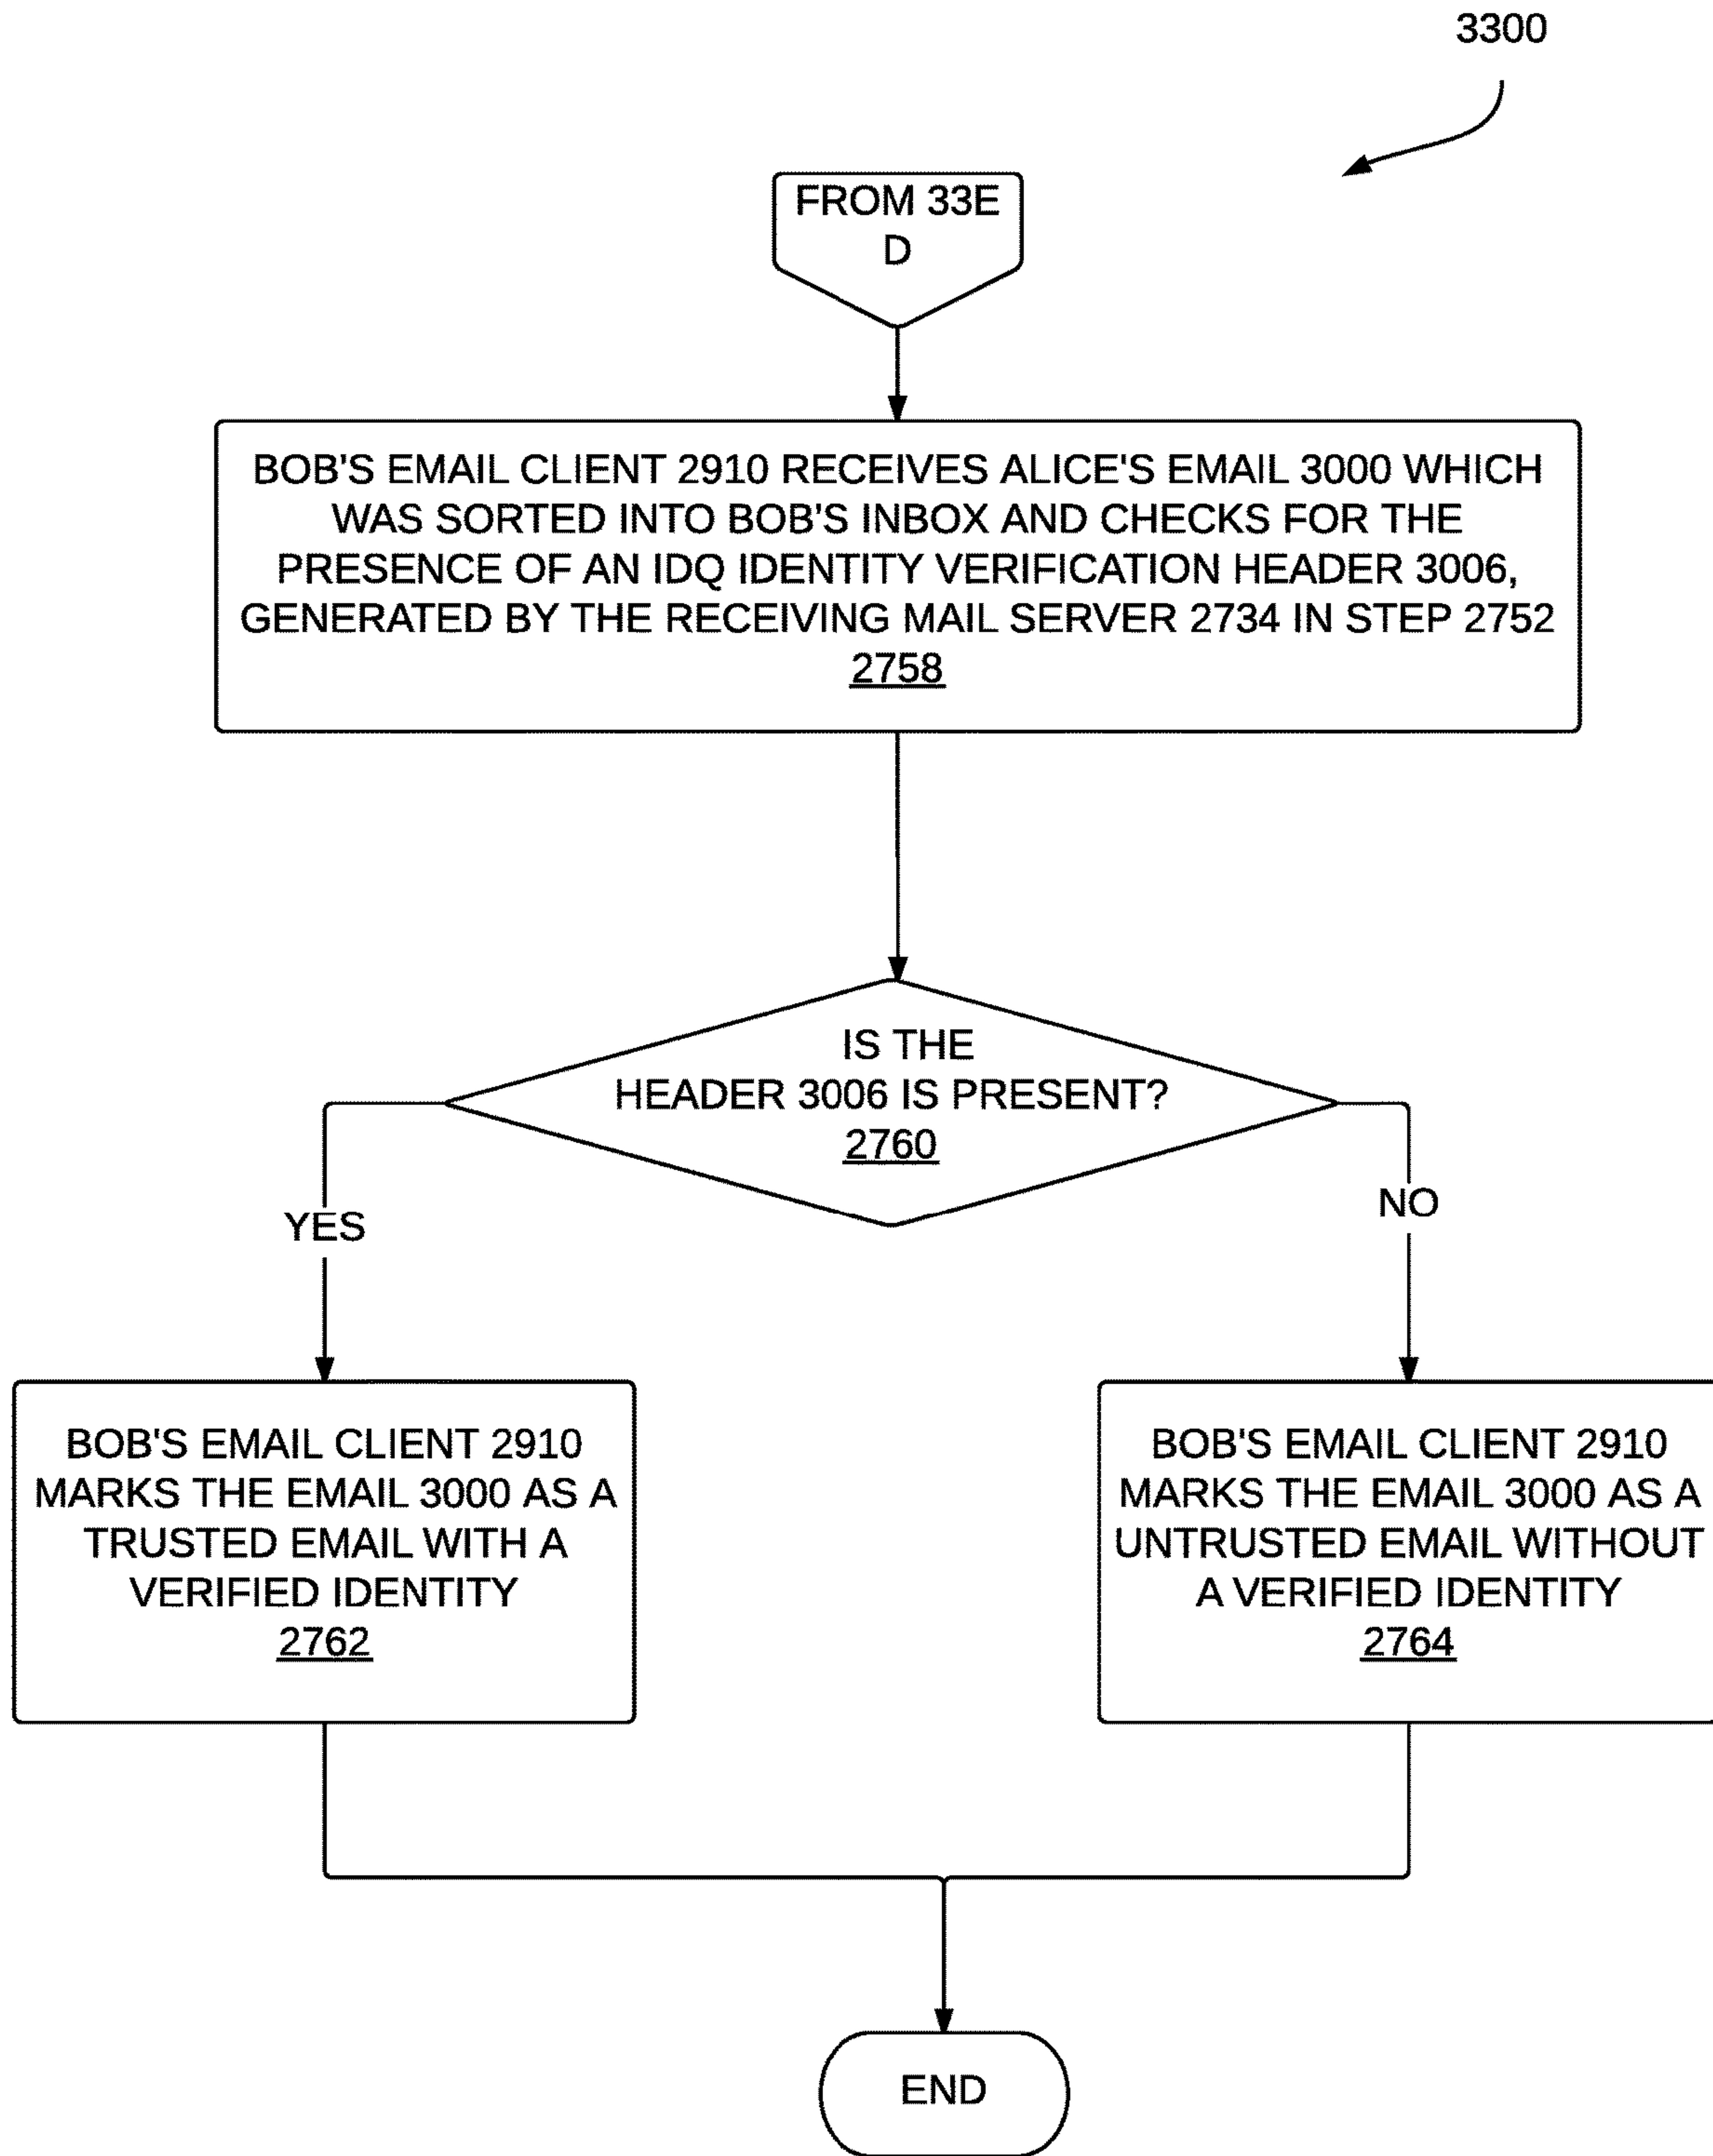 3300
FROM 33E
D
BOB'S EMAIL CLIENT 2910 RECEIVES ALICE'S EMAIL 3000 WHICH
WAS SORTED INTO BOB'S INBOX AND CHECKS FOR THE
PRESENCE OF AN IDQ IDENTITY VERIFICATION HEADER 3006,
GENERATED BY THE RECEIVING MAIL SERVER 2734 IN STEP 2752
2758
IS THE
HEADER 3006 IS PRESENT?
2760
YES
NO
BOB'S EMAIL CLIENT 2910
MARKS THE EMAIL 3000 AS A
TRUSTED EMAIL WITH A
VERIFIED IDENTITY
2762
BOB'S EMAIL CLIENT 2910
MARKS THE EMAIL 3000 AS A
UNTRUSTED EMAIL WITHOUT
A VERIFIED IDENTITY
2764
END